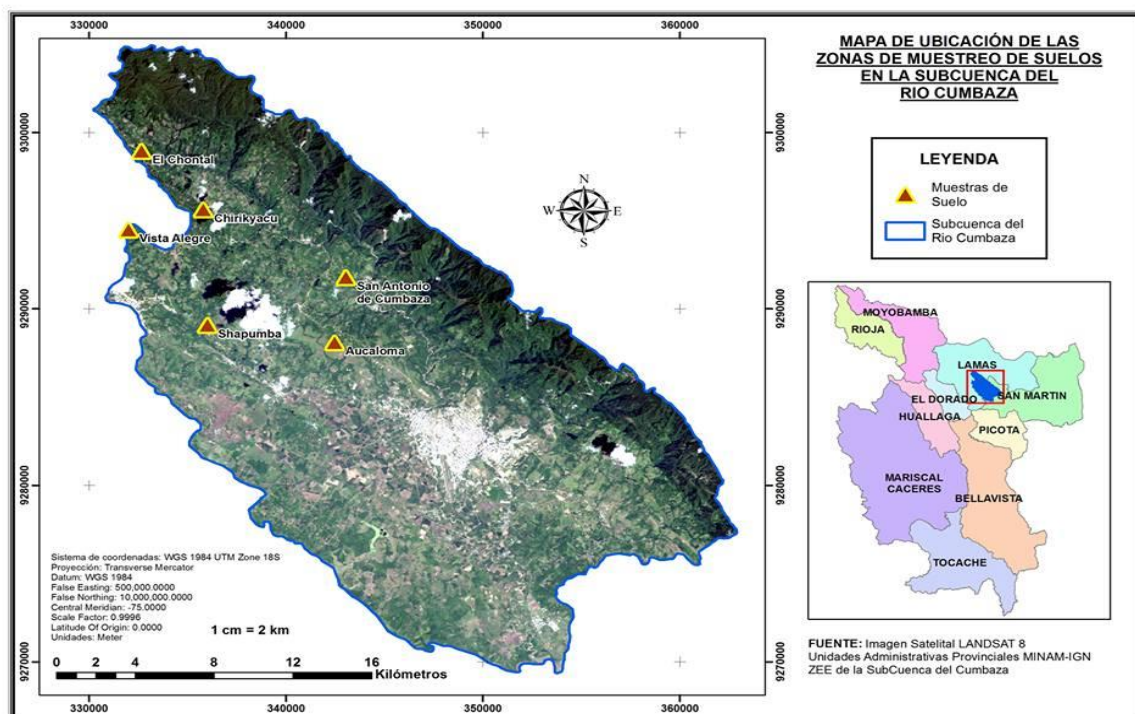 330000 340000 350000 360000
MAPA DE UBICACIÓN DE LAS
ZONAS DE MUESTREO DE SUELOS
EN LA SUBCUENCA DEL
RIO CUMBAZA
9300000
9300000
LEYENDA
Muestras de
Suelo
Subcuenca del
Rio Cumbaza
El Chontal
Chirikyacu
Vista Alegre
San Antonio
de Cumbaza
Shapumba
Aucaloma
N
W E
S
9290000
9290000
9280000
9280000
9270000
9270000
MOYOBAMBA
RIOJA
LAMAS
SAN MARTIN
EL DORADO
HUALLAGA
PICOTA
MARISCAL
CACERES
BELLAVISTA
TOCACHE
Sistema de coordenadas: WGS 1984 UTM Zone 18S
Proyección: Transverse Mercator
Datum: WGS 1984
False Easting: 500,000.0000
False Northing: 10,000,000.0000
Central Meridian: -75.0000
Scale Factor: 0.9996
Latitude Of Origin: 0.0000
Unidades: Meter
1 cm = 2 km
0 2 4 8 12 16
Kilómetros
FUENTE: Imagen Satelital LANDSAT 8
Unidades Administrativas Provinciales MINAM-IGN
ZEE de la SubCuenca del Cumbaza
330000 340000 350000 360000